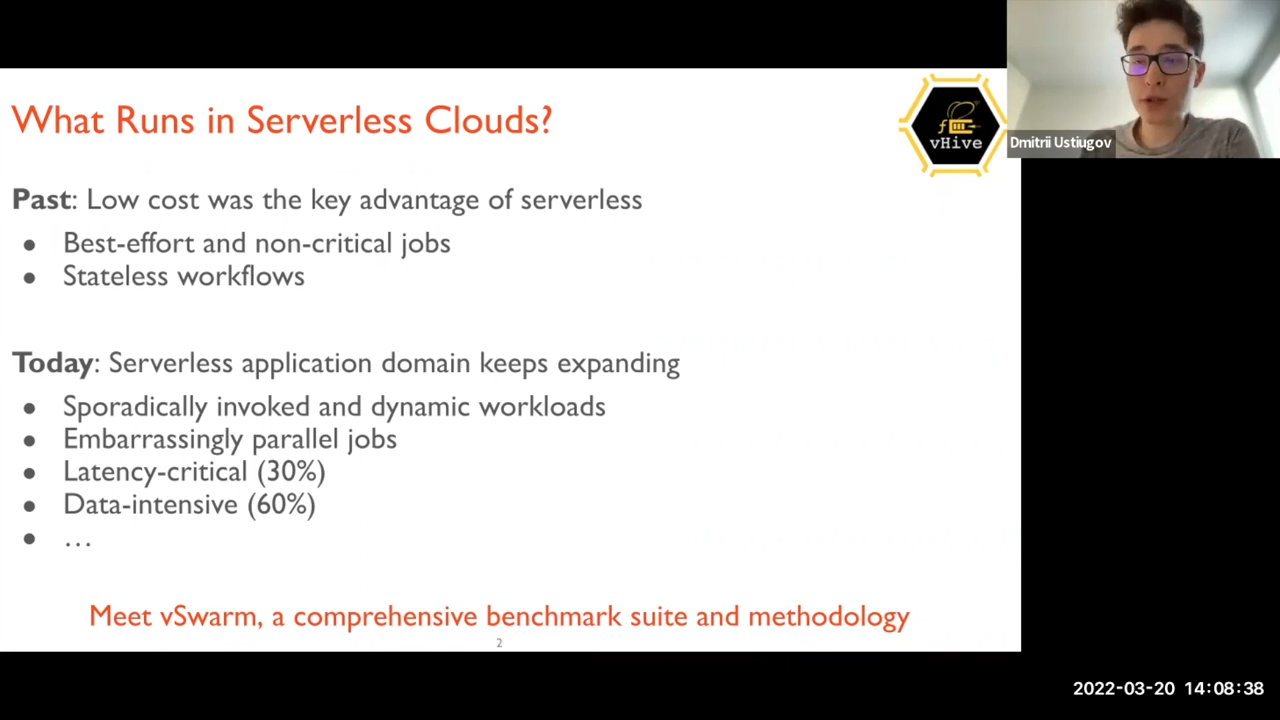 What Runs in Serverless Clouds?
vHive
Dmitrii Ustiugov
Past: Low cost was the key advantage of serverless
● Best-effort and non-critical jobs
● Stateless workflows
Today: Serverless application domain keeps expanding
● Sporadically invoked and dynamic workloads
● Embarrassingly parallel jobs
● Latency-critical (30%)
● Data-intensive (60%)
● …
Meet vSwarm, a comprehensive benchmark suite and methodology
2
2022-03-20 14:08:38